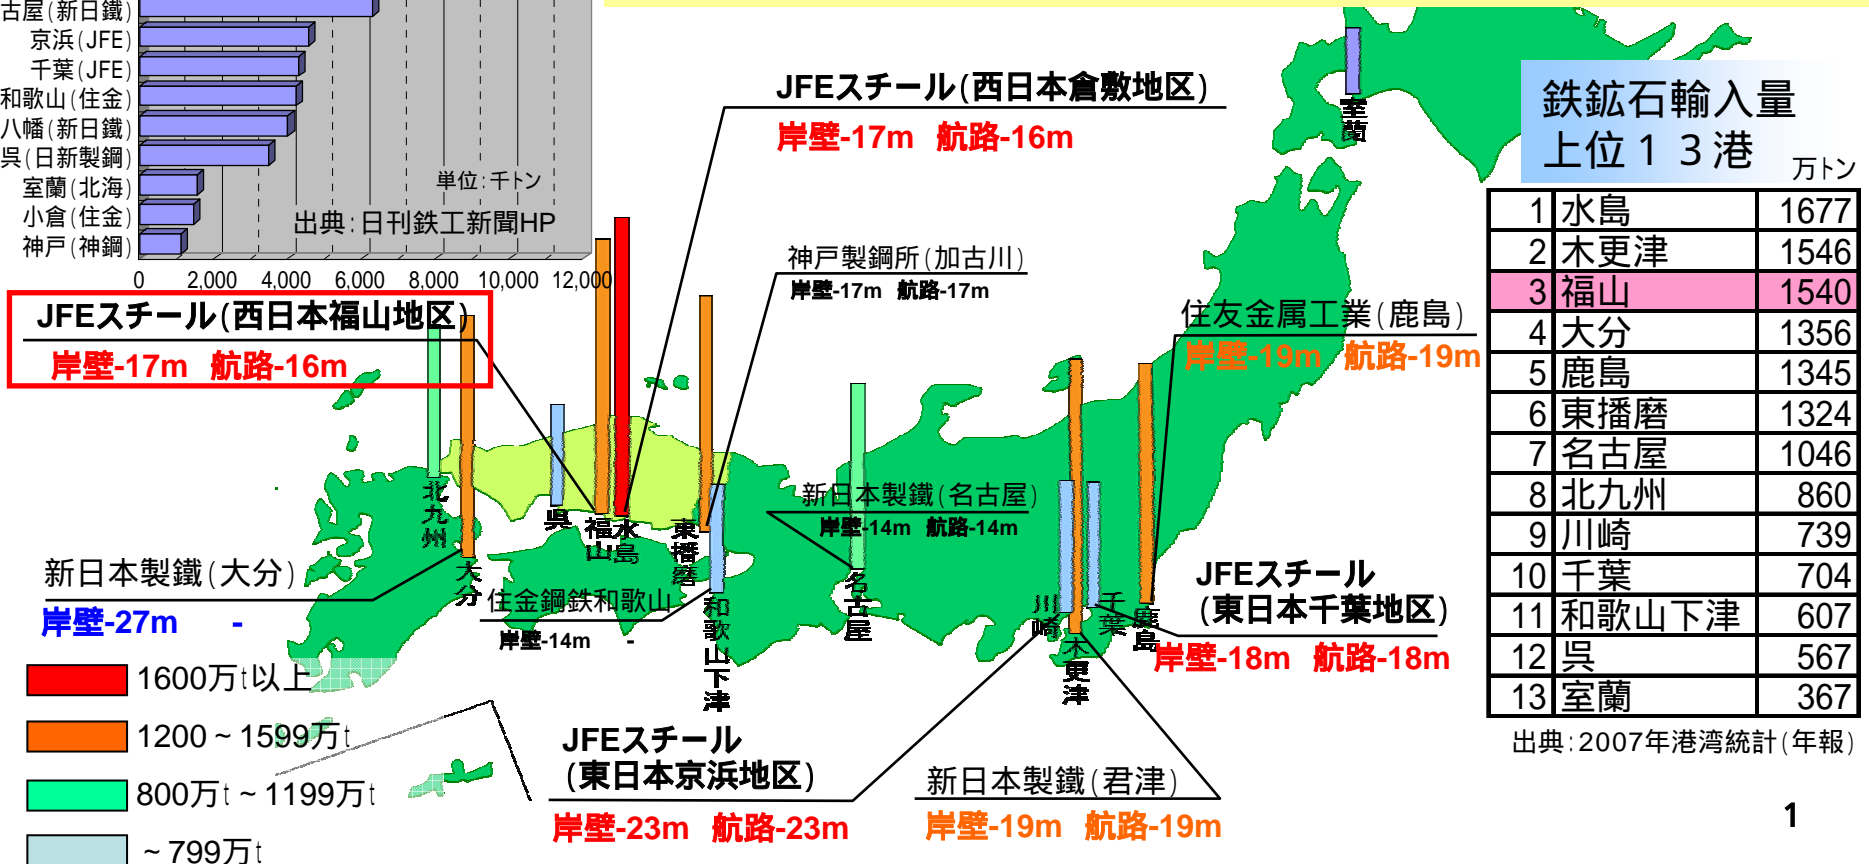 古屋(新日鐵)
京浜(JFE)
千葉(JFE)
和歌山(住金)
八幡(新日鐵)
呉(日新製鋼)
室蘭(北海)
小倉(住金)
神戸(神鋼)
単位:千トン
出典:日刊鉄工新聞HP
0 2,000 4,000 6,000 8,000 10,000 12,000
JFEスチール(西日本倉敷地区)
岸壁-17m 航路-16m
室蘭
鉄鉱石輸入量
上位13港
万トン
1 水島 1677
2 木更津 1546
3 福山 1540
4 大分 1356
5 鹿島 1345
6 東播磨 1324
7 名古屋 1046
8 北九州 860
9 川崎 739
10 千葉 704
11 和歌山下津 607
12 呉 567
13 室蘭 367
出典:2007年港湾統計(年報)
神戸製鋼所(加古川)
岸壁-17m 航路-17m
JFEスチール(西日本福山地区)
岸壁-17m 航路-16m
住友金属工業(鹿島)
岸壁-19m 航路-19m
新日本製鐵(名古屋)
岸壁-14m 航路-14m
北九州
大分
呉
福山
水島
東播磨
和歌山下津
名古屋
川崎
木更津
千葉
鹿島
新日本製鐵(大分)
岸壁-27m -
住金鋼鉄和歌山
岸壁-14m -
JFEスチール
(東日本千葉地区)
岸壁-18m 航路-18m
JFEスチール
(東日本京浜地区)
岸壁-23m 航路-23m
新日本製鐵(君津)
岸壁-19m 航路-19m
1600万t以上
1200~1599万t
800万t~1199万t
~799万t
1